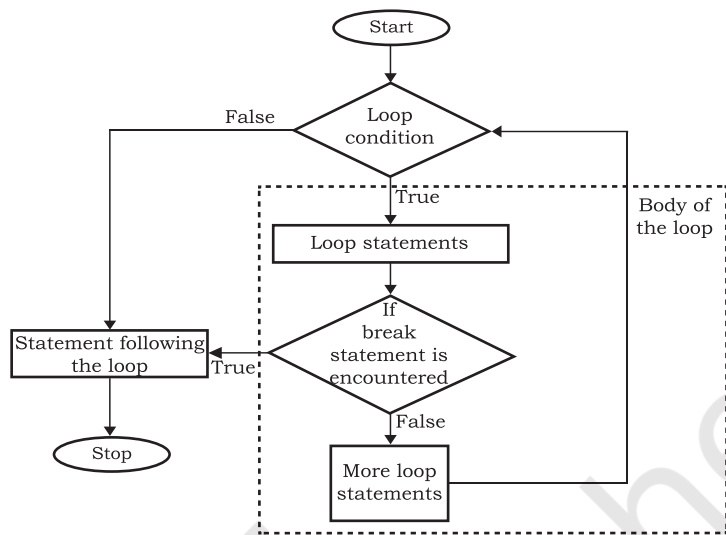 Start
Loop
condition
False
True
Body of
the loop
Loop statements
If
break
statement is
encountered
Statement following
the loop
True
False
Stop
More loop
statements